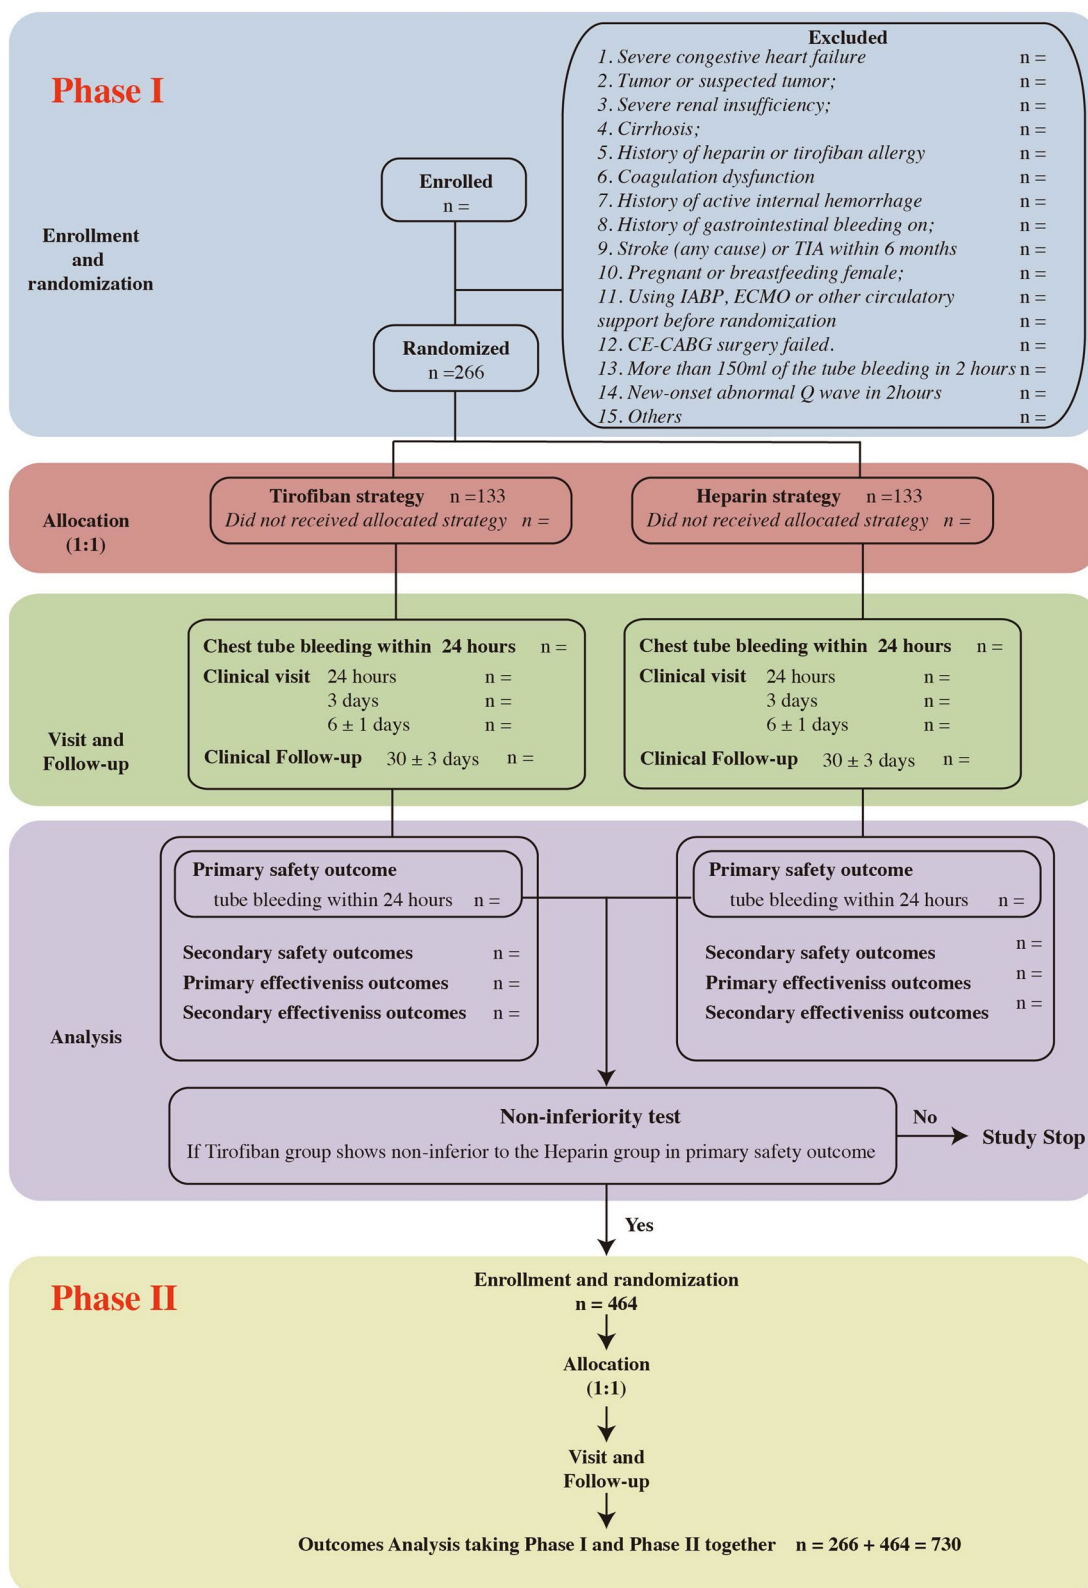 Phase I
Excluded
1. Severe congestive heart failure n =
2. Tumor or suspected tumor; n =
3. Severe renal insufficiency; n =
4. Cirrhosis; n =
5. History of heparin or tirofiban allergy n =
6. Coagulation dysfunction n =
7. History of active internal hemorrhage n =
8. History of gastrointestinal bleeding on; n =
9. Stroke (any cause) or TIA within 6 months n =
10. Pregnant or breastfeeding female; n =
11. Using IABP, ECMO or other circulatory n =
support before randomization n =
12. CE-CABG surgery failed. n =
13. More than 150ml of the tube bleeding in 2 hours n =
14. New-onset abnormal Q wave in 2hours n =
15. Others n =
Enrolled
n =
Enrollment
and
randomization
Randomized
n =266
Allocation
(1:1)
Tirofiban strategy n =133
Did not received allocated strategy n =
Heparin strategy n =133
Did not received allocated strategy n =
Visit and
Follow-up
Chest tube bleeding within 24 hours n =
Clinical visit 24 hours n =
3 days n =
6 ± 1 days n =
Clinical Follow-up 30 ± 3 days n =
Chest tube bleeding within 24 hours n =
Clinical visit 24 hours n =
3 days n =
6 ± 1 days n =
Clinical Follow-up 30 ± 3 days n =
Analysis
Primary safety outcome
tube bleeding within 24 hours n =
Secondary safety outcomes n =
Primary effectiveniss outcomes n =
Secondary effectiveniss outcomes n =
Primary safety outcome
tube bleeding within 24 hours n =
Secondary safety outcomes n =
Primary effectiveniss outcomes n =
Secondary effectiveniss outcomes n =
Non-inferiority test
If Tirofiban group shows non-inferior to the Heparin group in primary safety outcome
No
Study Stop
Yes
Phase II
Enrollment and randomization
n = 464
Allocation
(1:1)
Visit and
Follow-up
Outcomes Analysis taking Phase I and Phase II together n = 266 + 464 = 730